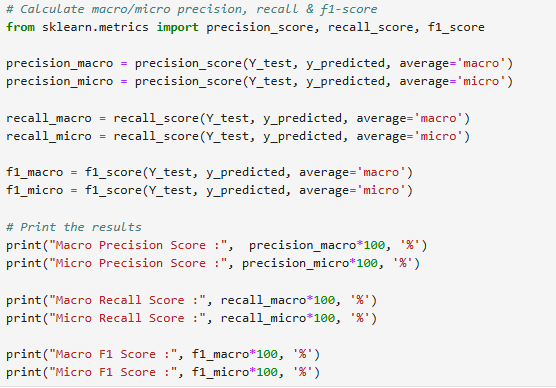 # Calculate macro/micro precision, recall & f1-score
from sklearn.metrics import precision_score, recall_score, f1_score
precision_macro = precision_score(Y_test, y_predicted, average='macro')
precision_micro = precision_score(Y_test, y_predicted, average='micro')
recall_macro = recall_score(Y_test, y_predicted, average='macro')
recall_micro = recall_score(Y_test, y_predicted, average='micro')
f1_macro = f1_score(Y_test, y_predicted, average='macro')
f1_micro = f1_score(Y_test, y_predicted, average='micro')
# Print the results
print("Macro Precision Score :",  precision_macro*100, '%')
print("Micro Precision Score :", precision_micro*100, '%')
print("Macro Recall Score :", recall_macro*100, '%')
print("Micro Recall Score :", recall_micro*100, '%')
print("Macro F1 Score :", f1_macro*100, '%')
print("Micro F1 Score :", f1_micro*100, '%')